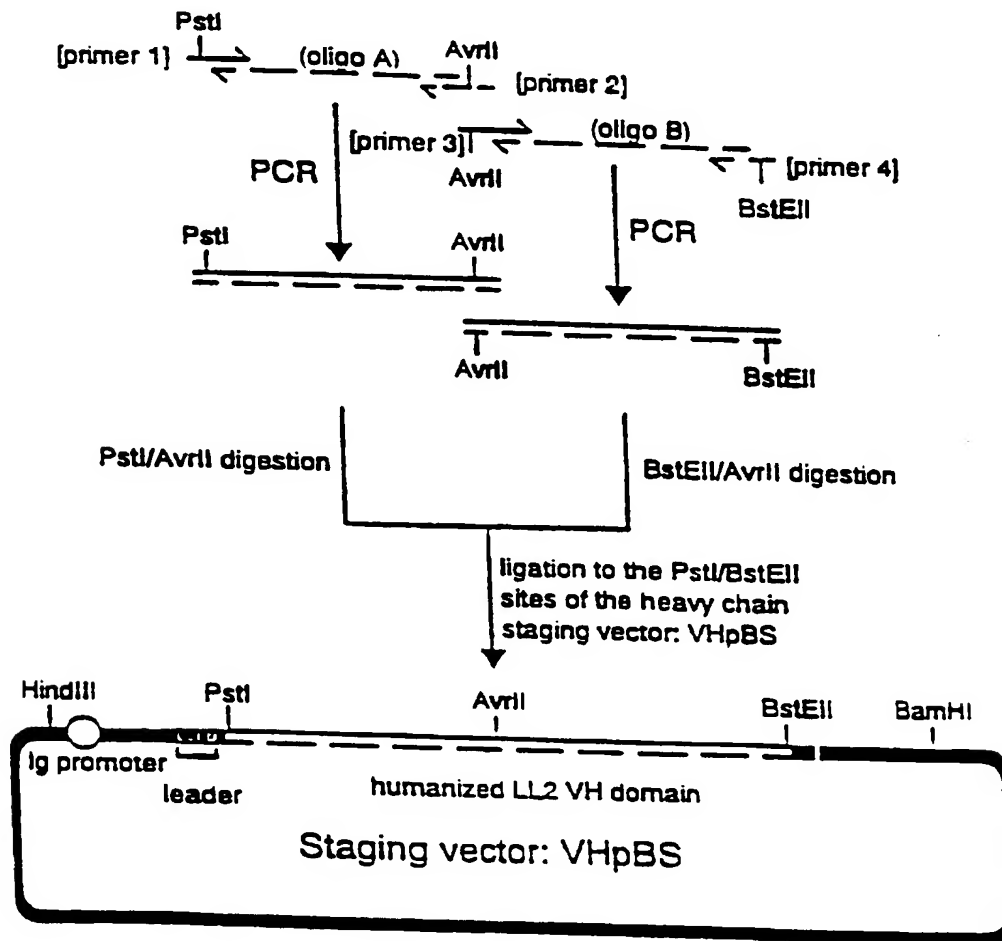 PstI
[primer 1]
(oligo A)
AvrII
[primer 2]
[primer 3]
(oligo B)
AvrII
[primer 4]
BstEII
PCR
PCR
PstI
AvrII
AvrII
BstEII
PstI/AvrII digestion
BstEII/AvrII digestion
ligation to the PstI/BstEII
sites of the heavy chain
staging vector: VHpBS
HindIII
PstI
AvrII
BstEII
BamHI
Ig promoter
leader
humanized LL2 VH domain
Staging vector: VHpBS